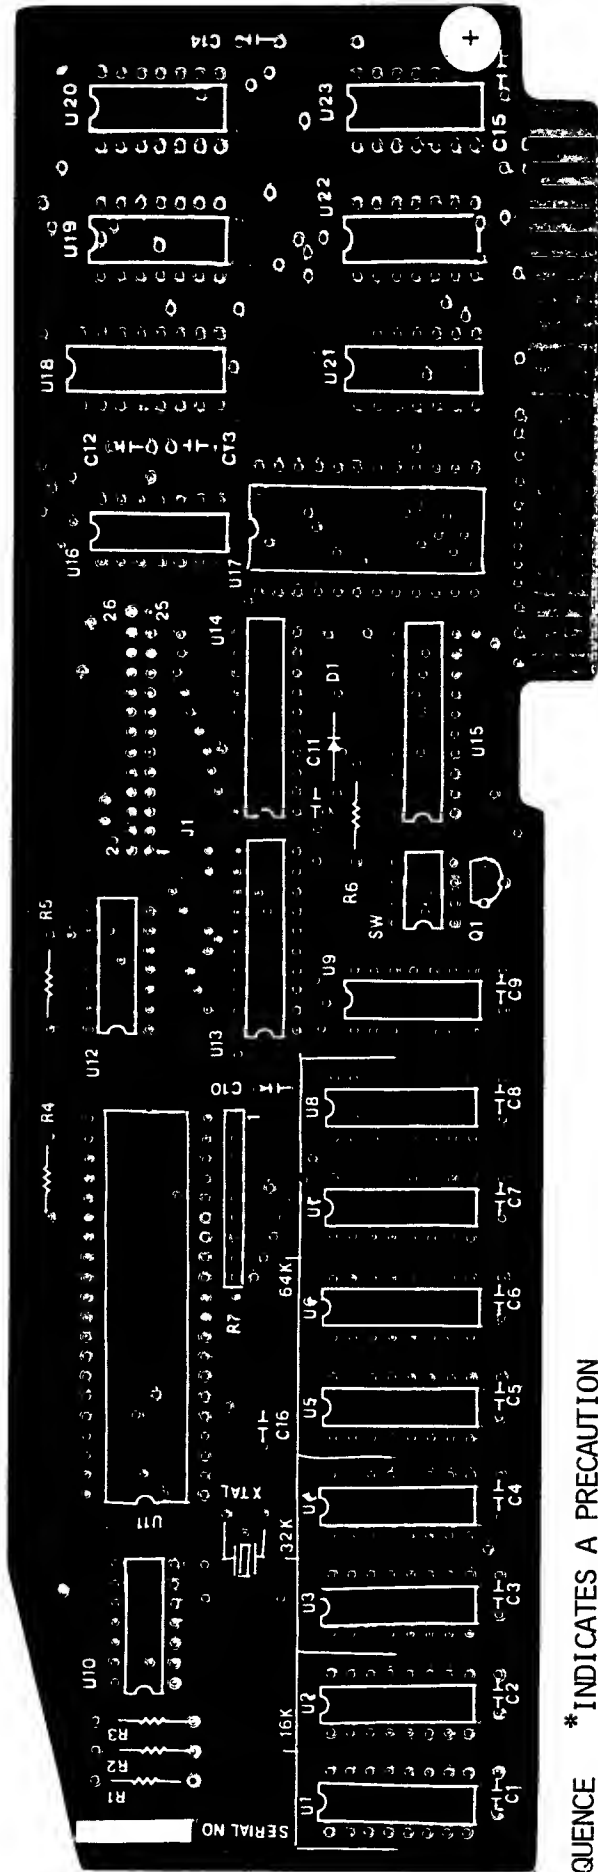 C14
U20
U23
C15
U19
U22
U18
U21
C12
C13
U16
U17
26
25
U14
D1
C11
U15
J1
2
1
R6
SW
Q1
R5
U12
U13
U9
C9
R4
C10
U8
C8
U7
C7
64K
U6
C6
R7
U5
C5
C16
U11
XTAL
U4
C4
32K
U3
C3
U10
U2
C2
16K
R3
R2
R1
U1
C1
SERIAL NO
QUENCE *INDICATES A PRECAUTION